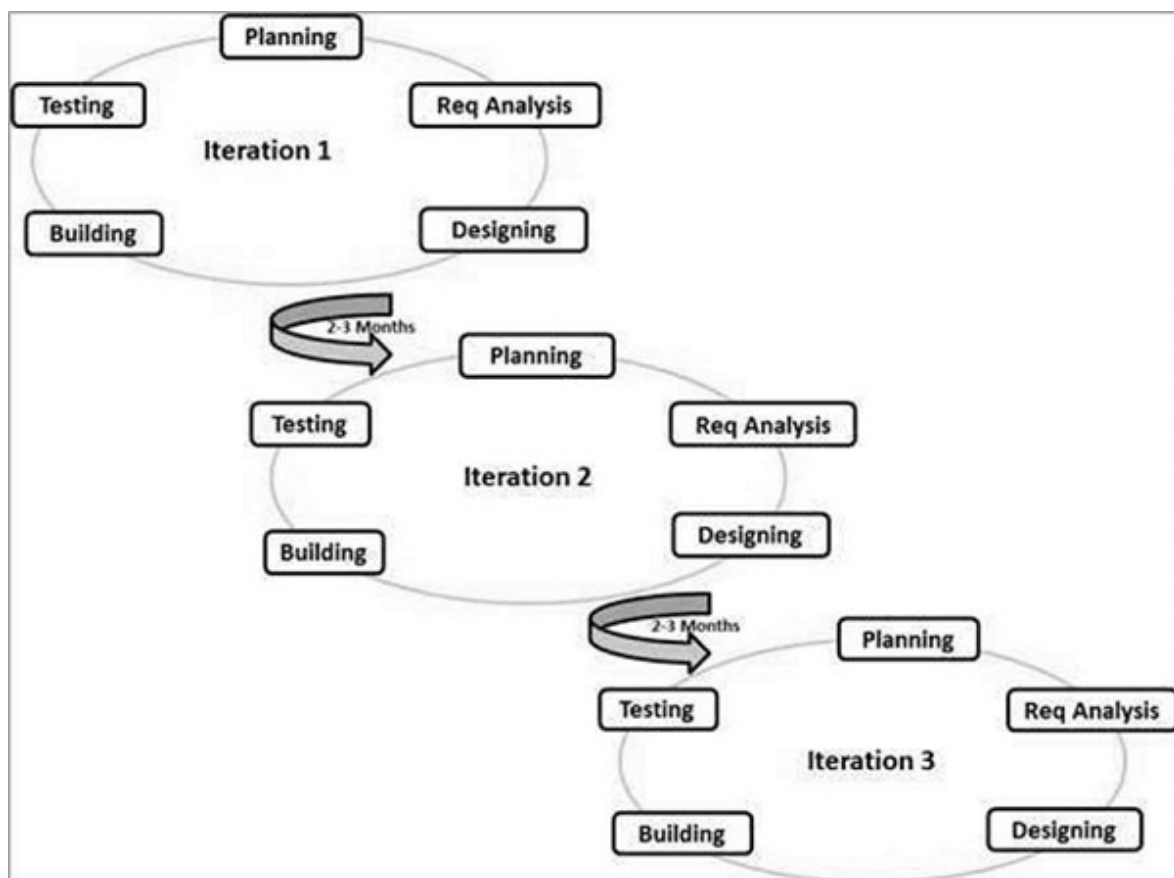 Planning
Testing
Req Analysis
Iteration 1
Building
Designing
2-3 Months
Planning
Testing
Req Analysis
Iteration 2
Building
Designing
2-3 Months
Planning
Testing
Req Analysis
Iteration 3
Building
Designing